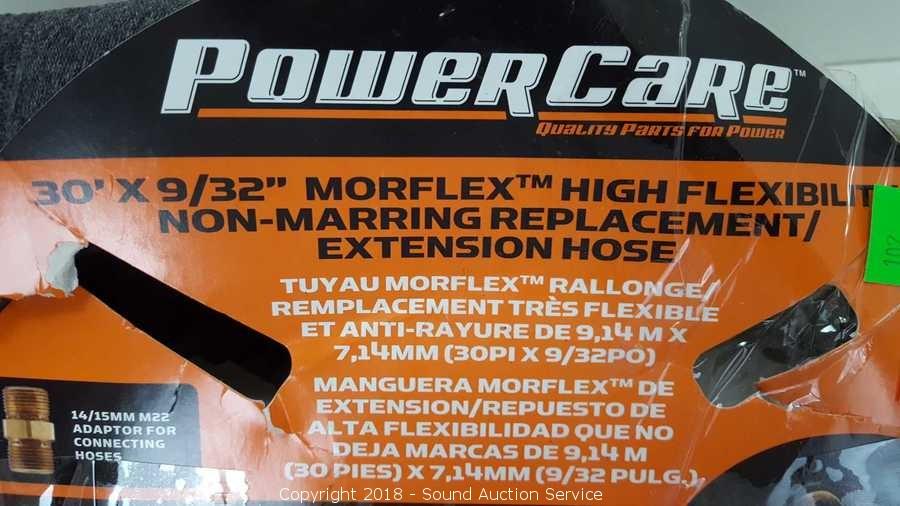 PowerCare™
Quality Parts for Power
30' X 9/32" MORFLEX™ HIGH FLEXIBILIT
NON-MARRING REPLACEMENT/
EXTENSION HOSE
TUYAU MORFLEX™ RALLONGE/
REMPLACEMENT TRÈS FLEXIBLE
ET ANTI-RAYURE DE 9,14 M X
7,14MM (30PI X 9/32PO)
MANGUERA MORFLEX™ DE
EXTENSION/REPUESTO DE
ALTA FLEXIBILIDAD QUE NO
DEJA MARCAS DE 9,14 M
(30 PIES) X 7,14MM (9/32 PULG.)
14/15MM M22
ADAPTOR FOR
CONNECTING
HOSES
102
Copyright 2018 - Sound Auction Service